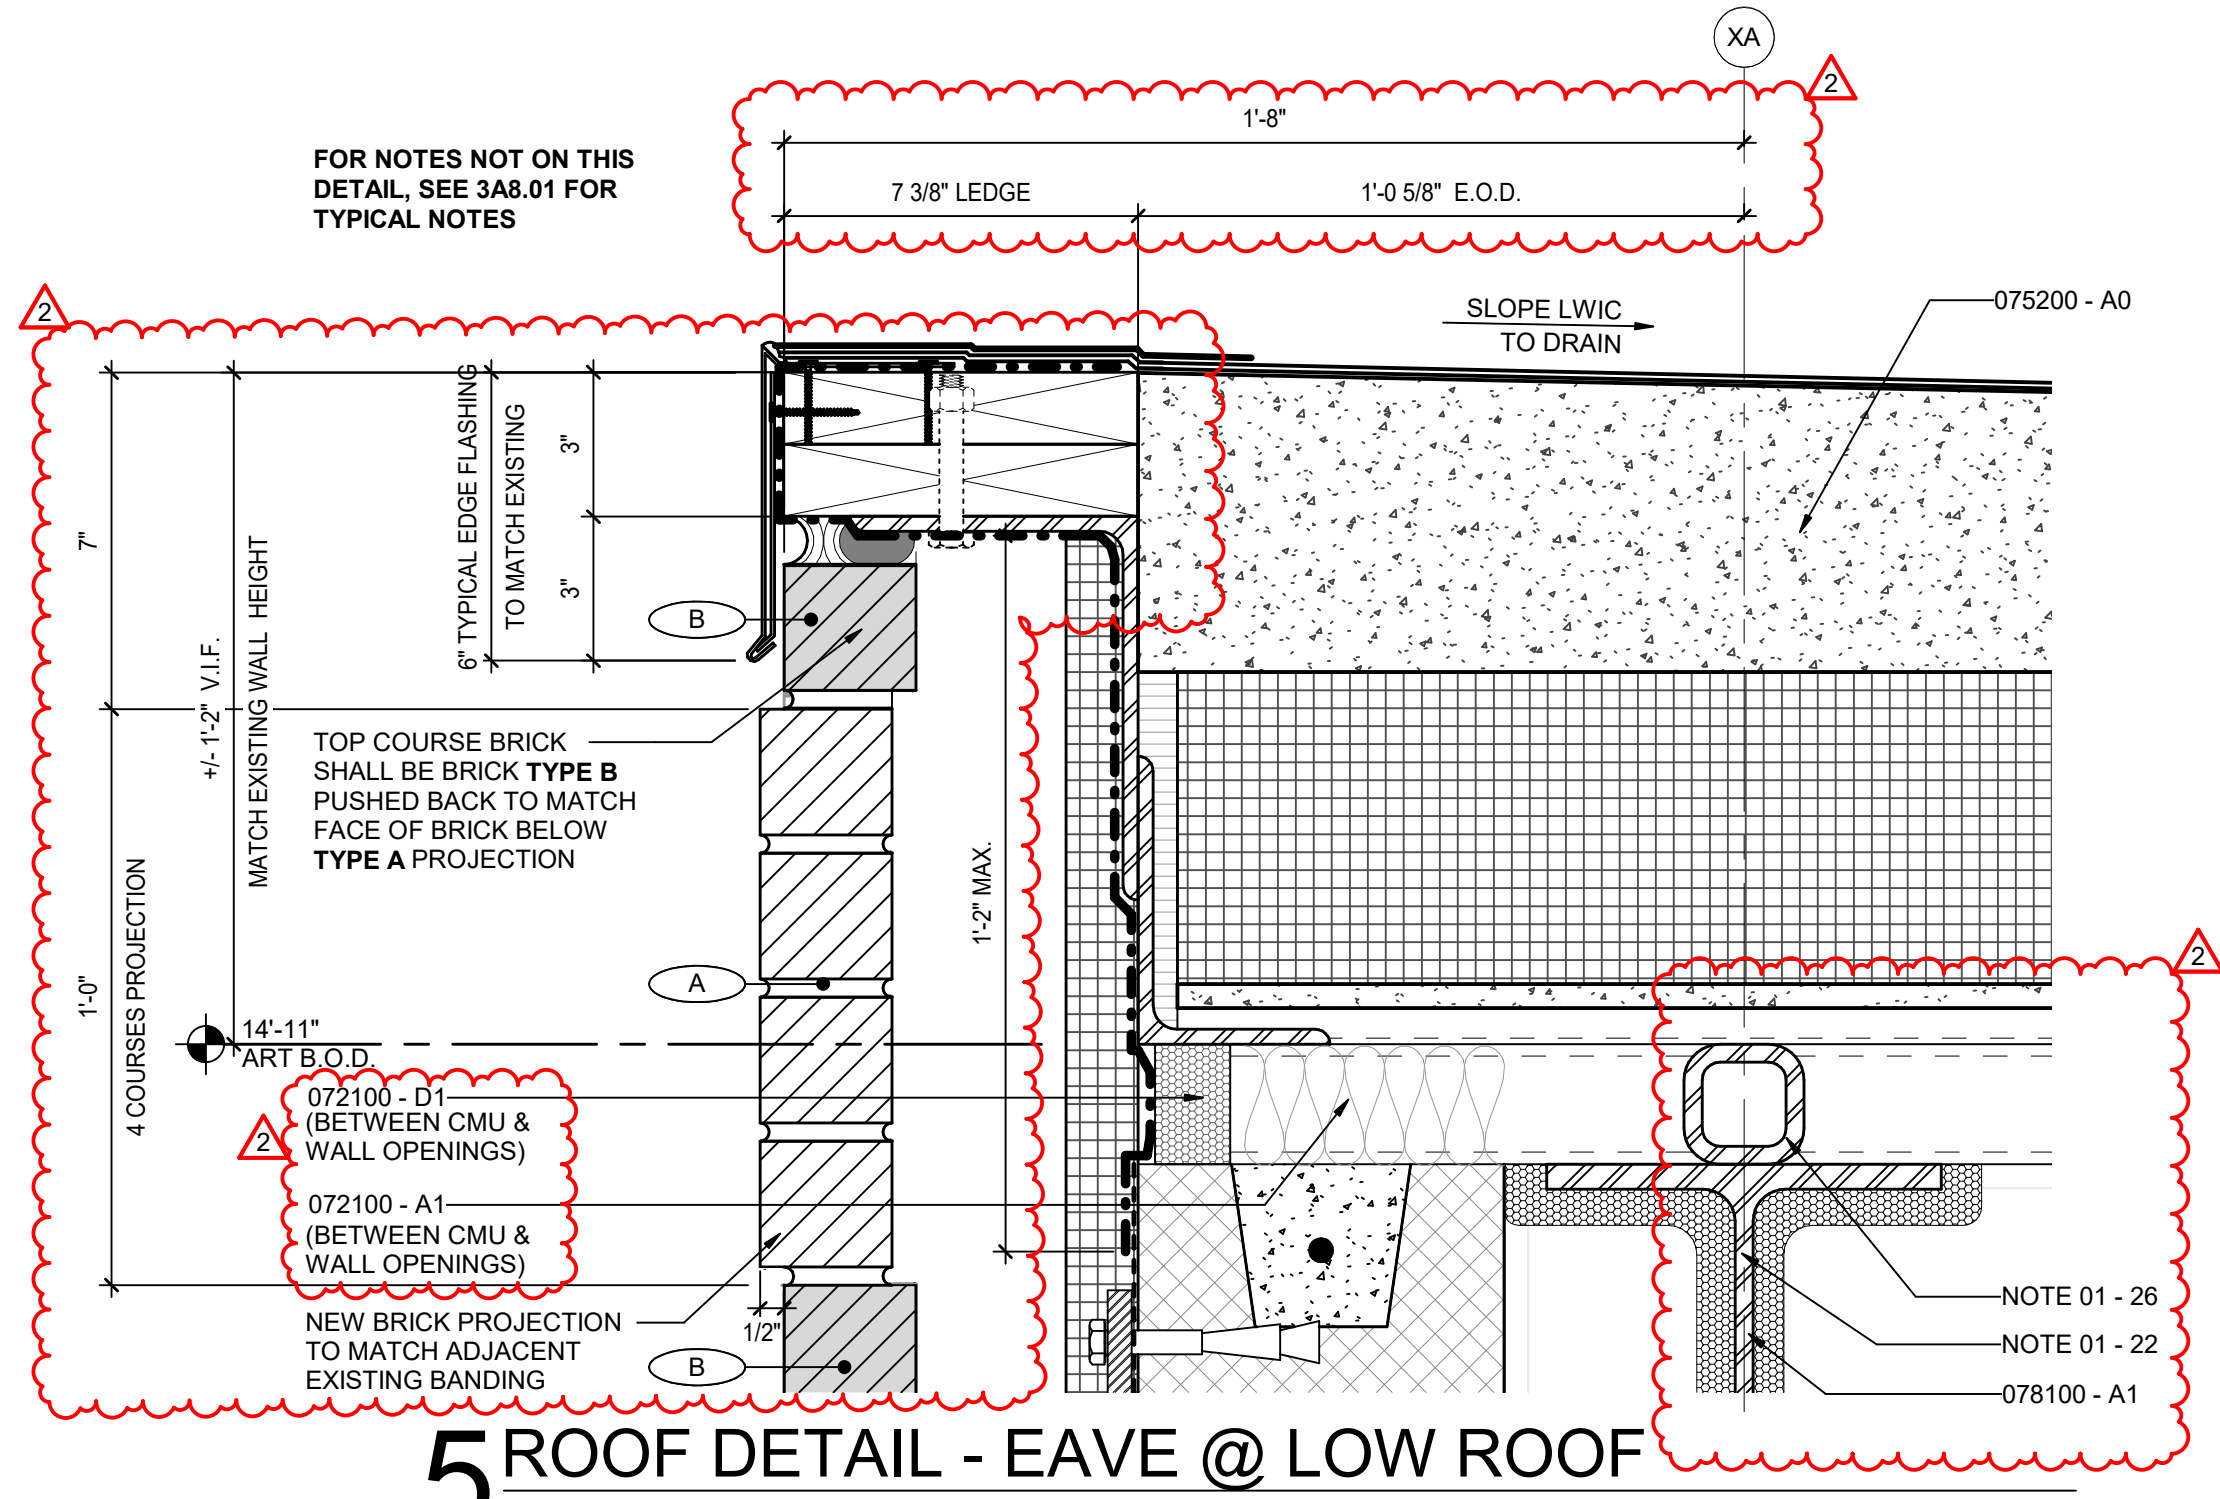 XA
2
1'-8"
FOR NOTES NOT ON THIS
DETAIL, SEE 3A8.01 FOR
TYPICAL NOTES
7 3/8" LEDGE
1'-0 5/8" E.O.D.
2
SLOPE LWIC
TO DRAIN
075200 - A0
7"
+/- 1'-2" V.I.F.
MATCH EXISTING WALL HEIGHT
6" TYPICAL EDGE FLASHING
TO MATCH EXISTING
3"
3"
B
TOP COURSE BRICK
SHALL BE BRICK TYPE B
PUSHED BACK TO MATCH
FACE OF BRICK BELOW
TYPE A PROJECTION
1'-2" MAX.
1'-0"
4 COURSES PROJECTION
A
2
14'-11"
ART B.O.D.
072100 - D1
(BETWEEN CMU &
WALL OPENINGS)
2
072100 - A1
(BETWEEN CMU &
WALL OPENINGS)
NEW BRICK PROJECTION
TO MATCH ADJACENT
EXISTING BANDING
1/2"
B
NOTE 01 - 26
NOTE 01 - 22
078100 - A1
5 ROOF DETAIL - EAVE @ LOW ROOF